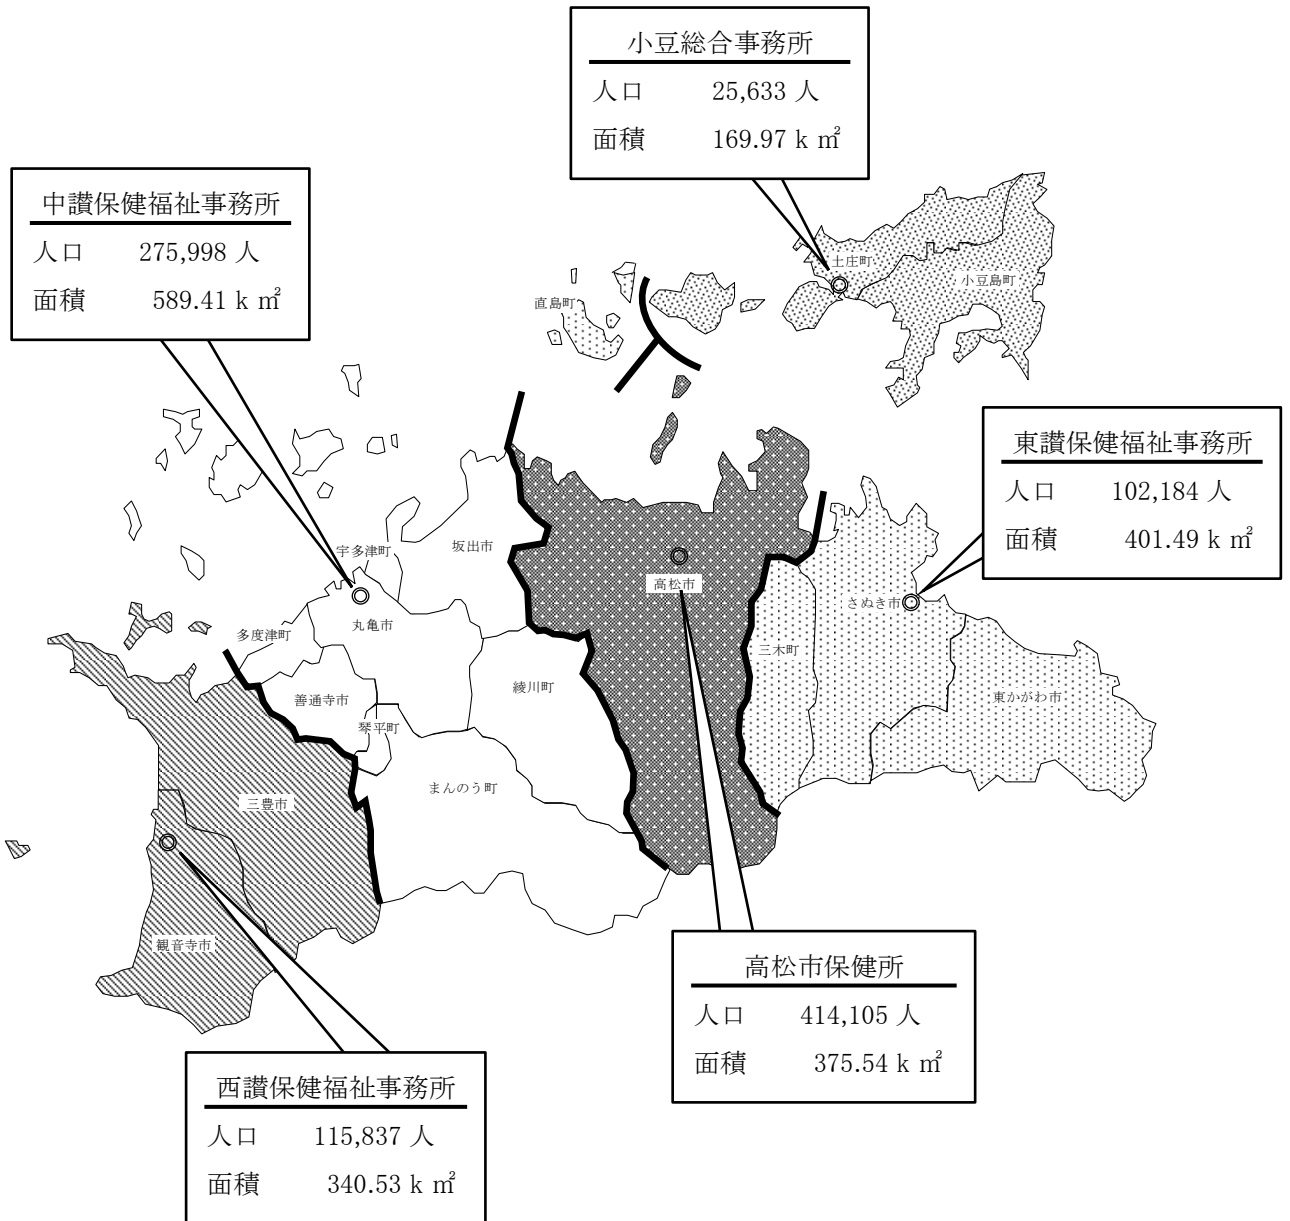 小豆総合事務所
人口 25,633 人
面積 169.97 k ㎡
中讃保健福祉事務所
人口 275,998 人
面積 589.41 k ㎡
土庄町
小豆島町
直島町
東讃保健福祉事務所
人口 102,184 人
面積 401.49 k ㎡
宇多津町
坂出市
高松市
さぬき市
多度津町
丸亀市
三木町
善通寺市
綾川町
東かがわ市
琴平町
まんのう町
三豊市
観音寺市
高松市保健所
人口 414,105 人
面積 375.54 k ㎡
西讃保健福祉事務所
人口 115,837 人
面積 340.53 k ㎡